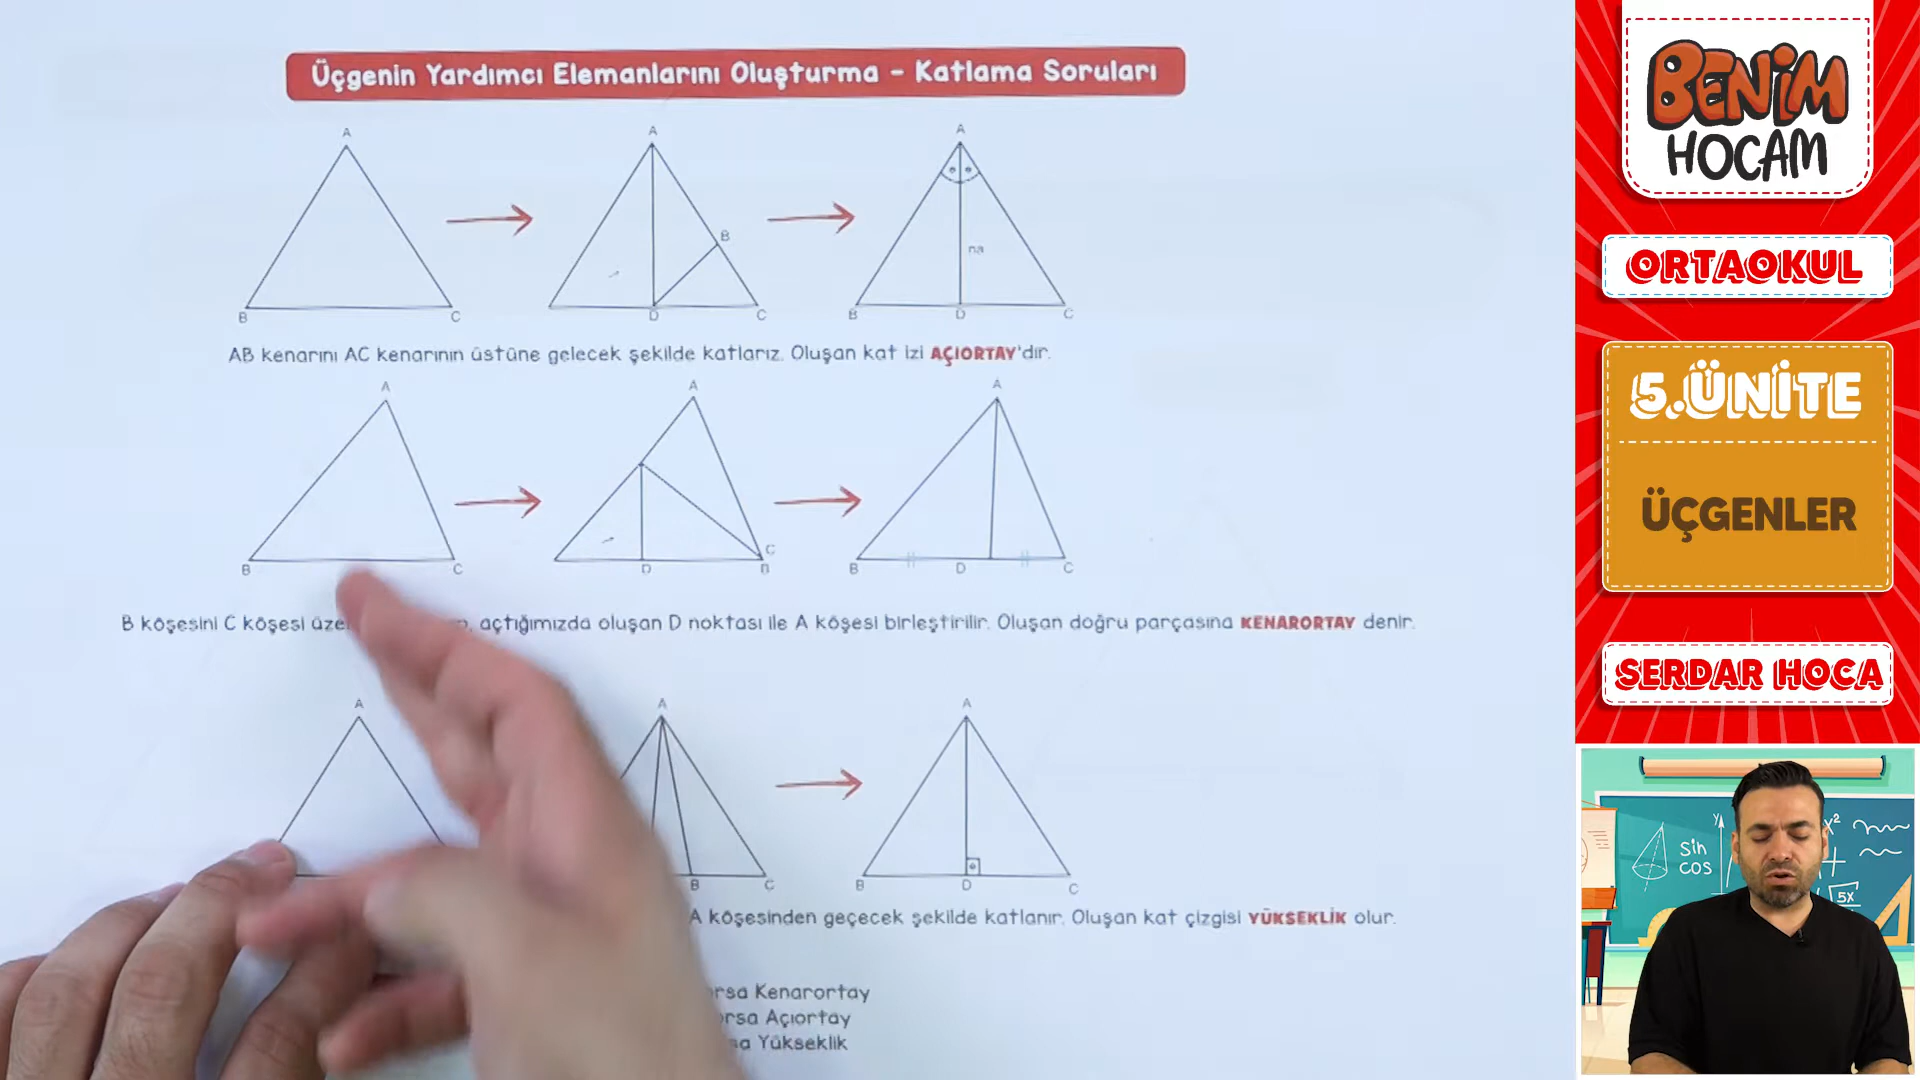 Üçgenin Yardımcı Elemanlarını Oluşturma - Katlama Soruları
A
A
A
B
na
B
C
D
C
B
D
C
AB kenarını AC kenarının üstüne gelecek şekilde katlarız. Oluşan kat izi AÇIORTAY'dır.
A
A
A
C
B
C
D
B
D
C
B köşesini C köşesi açtığımızda oluşan D noktası ile A köşesi birleştirilir. Oluşan doğru parçasına KENARORTAY denir.
A
A
A
B
C
B
D
C
A köşesinden geçecek şekilde katlanır. Oluşan kat çizgisi YÜKSEKLİK olur.
Kenarortay
Açıortay
Yükseklik
BENİM
HOCAM
ORTAOKUL
5.ÜNİTE
ÜÇGENLER
SERDAR HOCA
sin
cos
Y
x²
5x